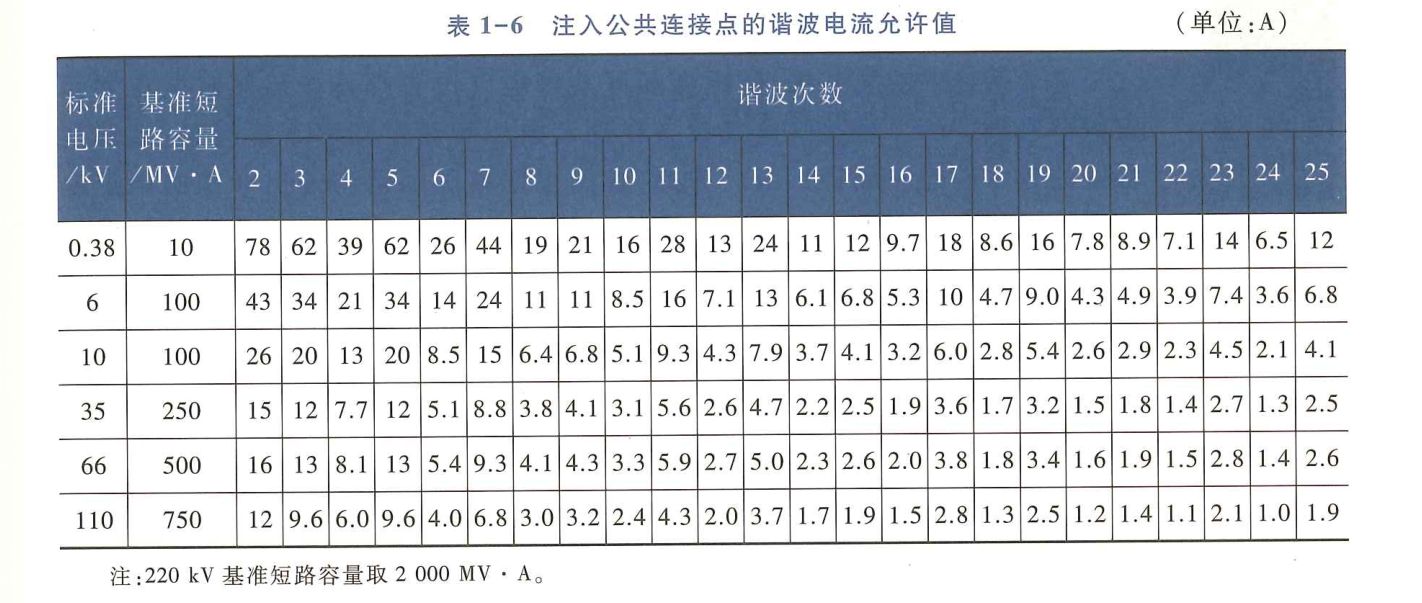 表 1-6 注入公共连接点的谐波电流允许值 (单位:A)
标准电压/kV 基准短路容量/MV·A 谐波次数
2 3 4 5 6 7 8 9 10 11 12 13 14 15 16 17 18 19 20 21 22 23 24 25
0.38 10 78 62 39 62 26 44 19 21 16 28 13 24 11 12 9.7 18 8.6 16 7.8 8.9 7.1 14 6.5 12
6 100 43 34 21 34 14 24 11 11 8.5 16 7.1 13 6.1 6.8 5.3 10 4.7 9.0 4.3 4.9 3.9 7.4 3.6 6.8
10 100 26 20 13 20 8.5 15 6.4 6.8 5.1 9.3 4.3 7.9 3.7 4.1 3.2 6.0 2.8 5.4 2.6 2.9 2.3 4.5 2.1 4.1
35 250 15 12 7.7 12 5.1 8.8 3.8 4.1 3.1 5.6 2.6 4.7 2.2 2.5 1.9 3.6 1.7 3.2 1.5 1.8 1.4 2.7 1.3 2.5
66 500 16 13 8.1 13 5.4 9.3 4.1 4.3 3.3 5.9 2.7 5.0 2.3 2.6 2.0 3.8 1.8 3.4 1.6 1.9 1.5 2.8 1.4 2.6
110 750 12 9.6 6.0 9.6 4.0 6.8 3.0 3.2 2.4 4.3 2.0 3.7 1.7 1.9 1.5 2.8 1.3 2.5 1.2 1.4 1.1 2.1 1.0 1.9
注:220 kV 基准短路容量取 2 000 MV·A。